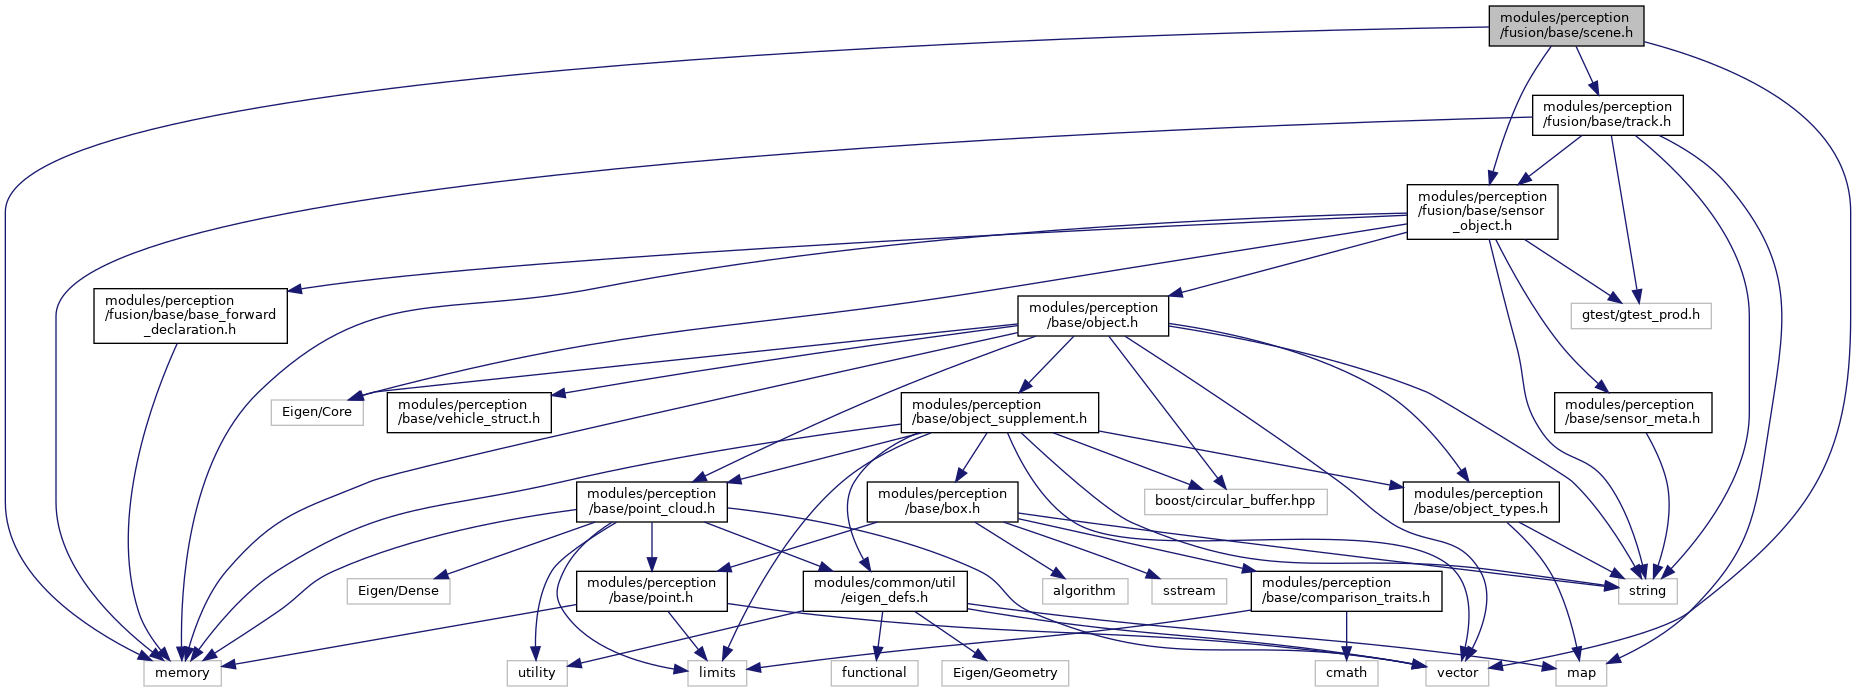 modules/perception
/fusion/base/scene.h
modules/perception
/fusion/base/track.h
modules/perception
/fusion/base/sensor
_object.h
modules/perception
/fusion/base/base_forward
_declaration.h
modules/perception
/base/object.h
gtest/gtest_prod.h
Eigen/Core
modules/perception
/base/vehicle_struct.h
modules/perception
/base/object_supplement.h
modules/perception
/base/sensor_meta.h
modules/perception
/base/point_cloud.h
modules/perception
/base/box.h
boost/circular_buffer.hpp
modules/perception
/base/object_types.h
Eigen/Dense
modules/perception
/base/point.h
modules/common/util
/eigen_defs.h
algorithm
sstream
modules/perception
/base/comparison_traits.h
string
memory
utility
limits
functional
Eigen/Geometry
cmath
vector
map